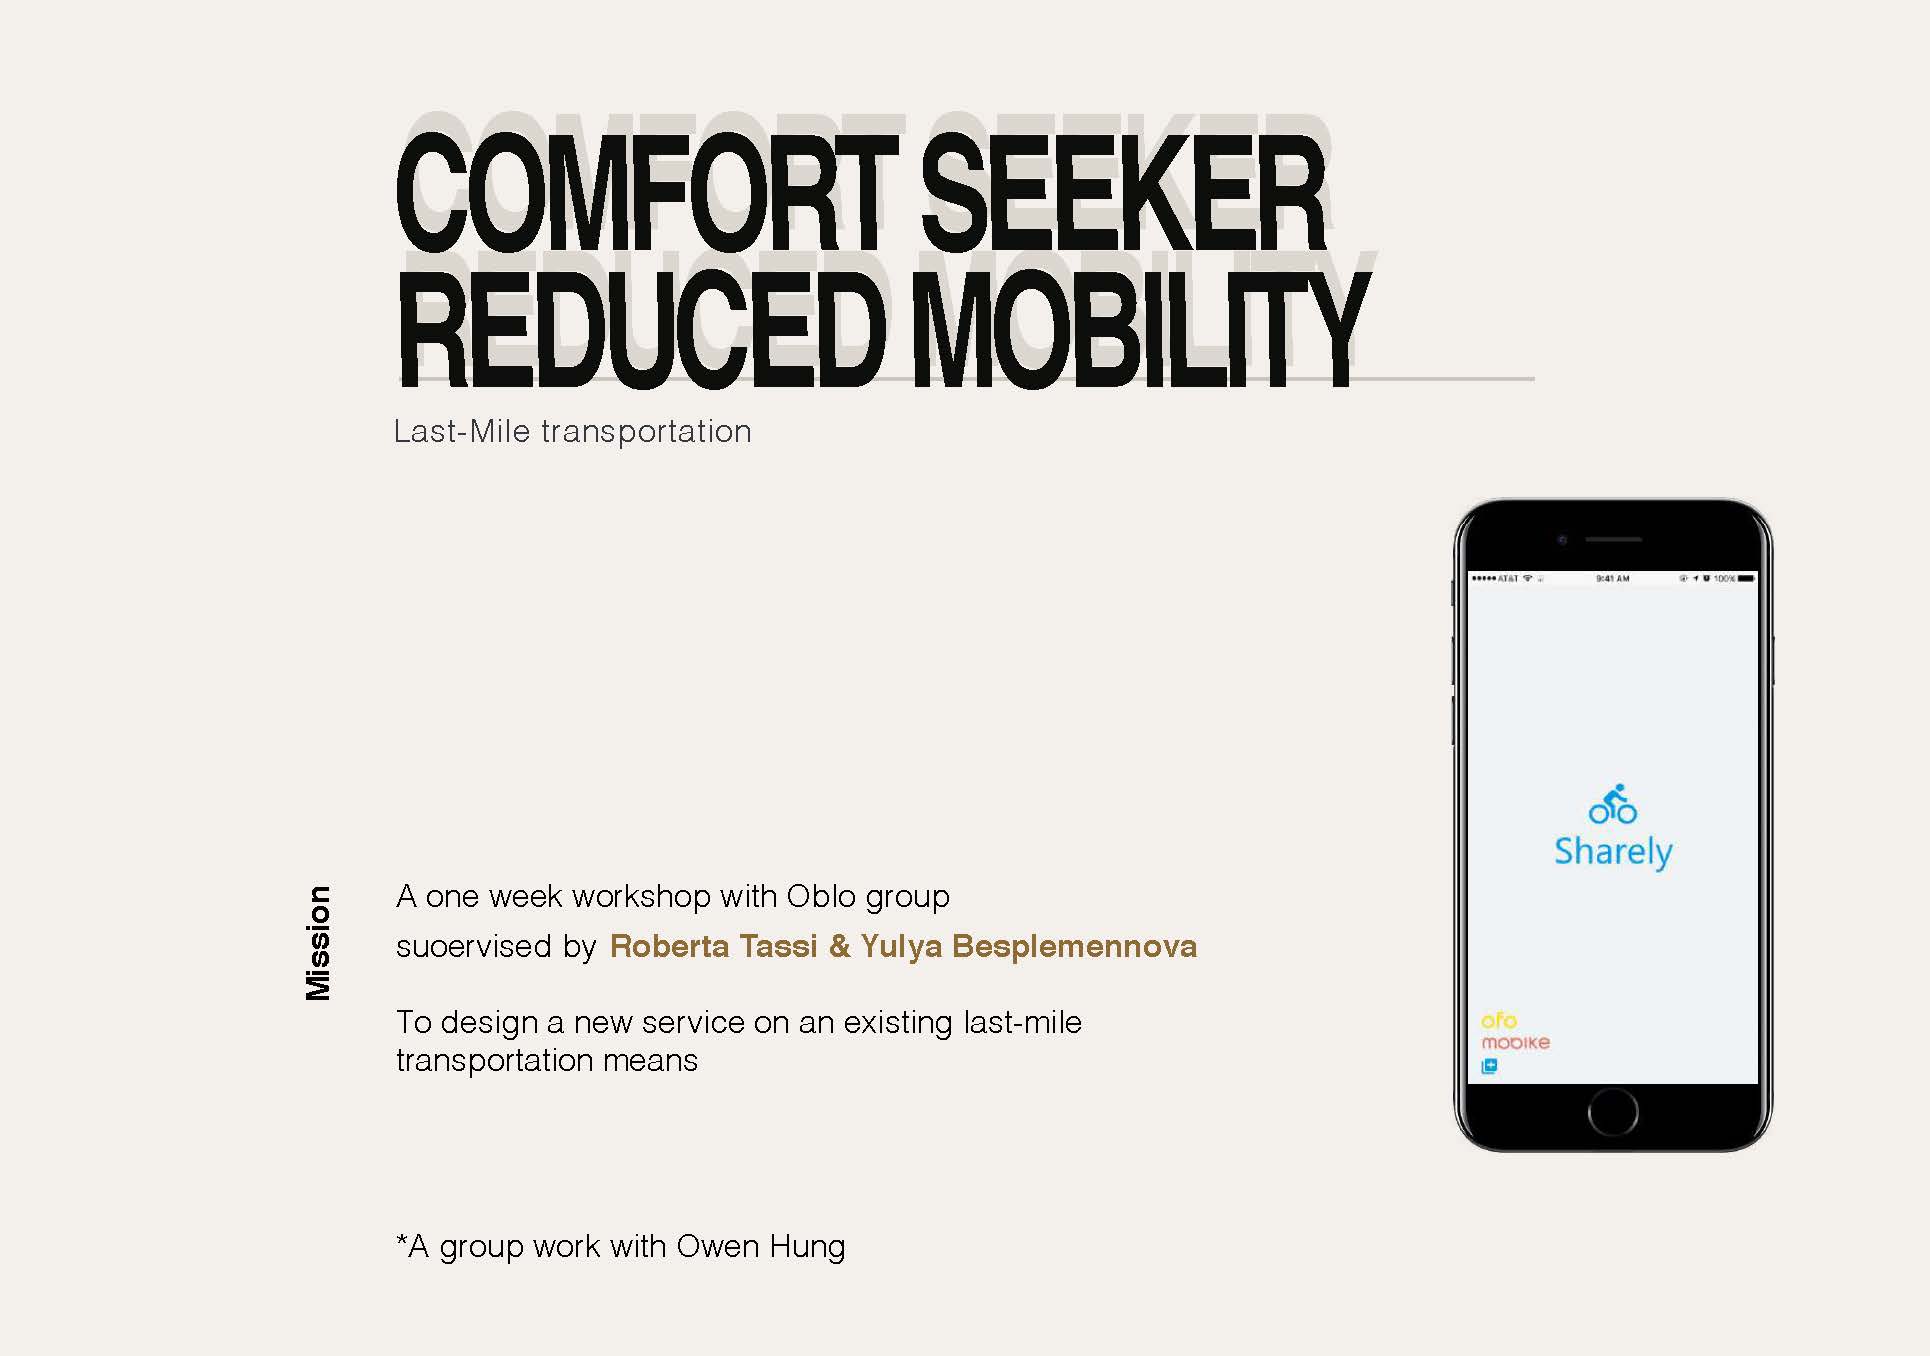 COMFORT SEEKER
REDUCED MOBILITY
Last-Mile transportation
●●●●● AT&T 9:41 AM 100%
Sharely
ofo
mobike
Mission
A one week workshop with Oblo group
suoervised by Roberta Tassi & Yulya Besplemennova
To design a new service on an existing last-mile
transportation means
*A group work with Owen Hung